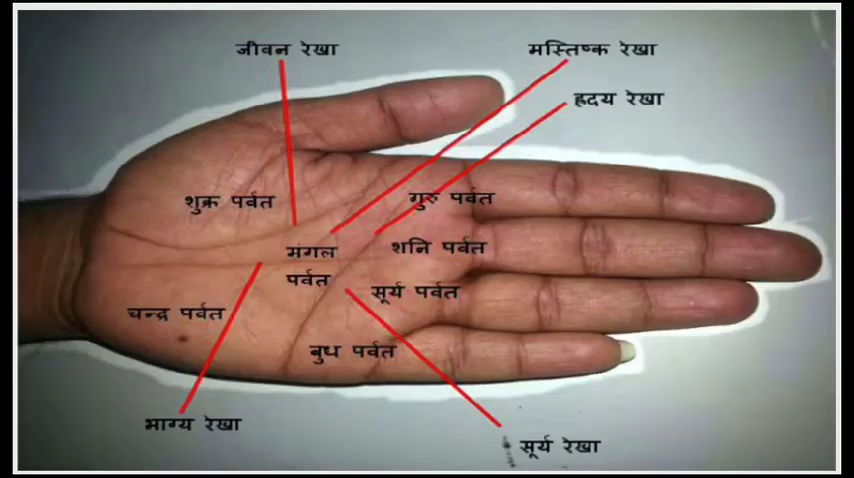 जीवन रेखा
मस्तिष्क रेखा
ह्रदय रेखा
शुक्र पर्वत
गुरु पर्वत
मंगल
पर्वत
शनि पर्वत
सूर्य पर्वत
चन्द्र पर्वत
बुध पर्वत
भाग्य रेखा
सूर्य रेखा